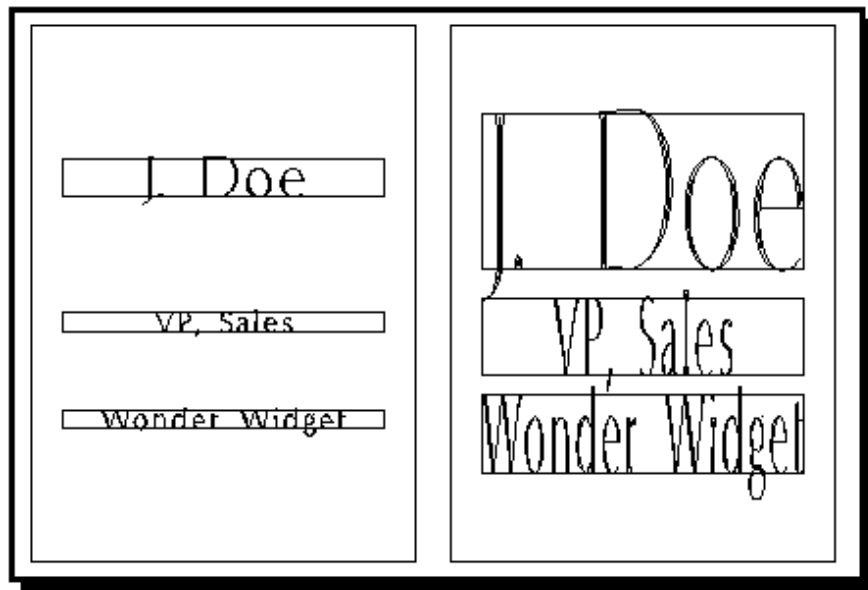 J. Doe
VP, Sales
Wonder Widget
J. Doe
VP, Sales
Wonder Widget